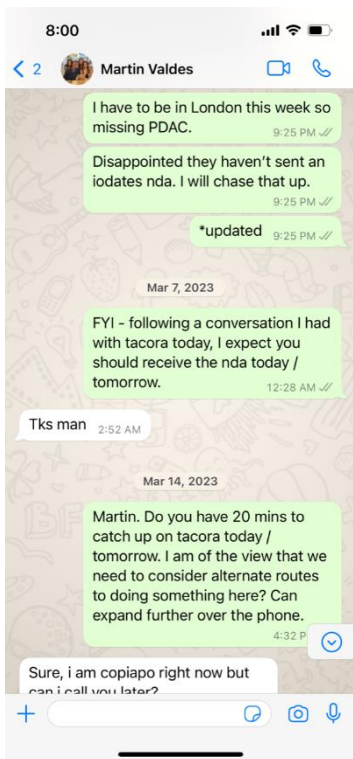 8:00
2
Martin Valdes
I have to be in London this week so
missing PDAC.
9:25 PM
Disappointed they haven't sent an
iodates nda. I will chase that up.
9:25 PM
*updated
9:25 PM
Mar 7, 2023
FYI - following a conversation I had
with tacora today, I expect you
should receive the nda today /
tomorrow.
12:28 AM
Tks man
2:52 AM
Mar 14, 2023
Martin. Do you have 20 mins to
catch up on tacora today /
tomorrow. I am of the view that we
need to consider alternate routes
to doing something here? Can
expand further over the phone.
4:32 P
Sure, i am copiapo right now but
can i call you later?